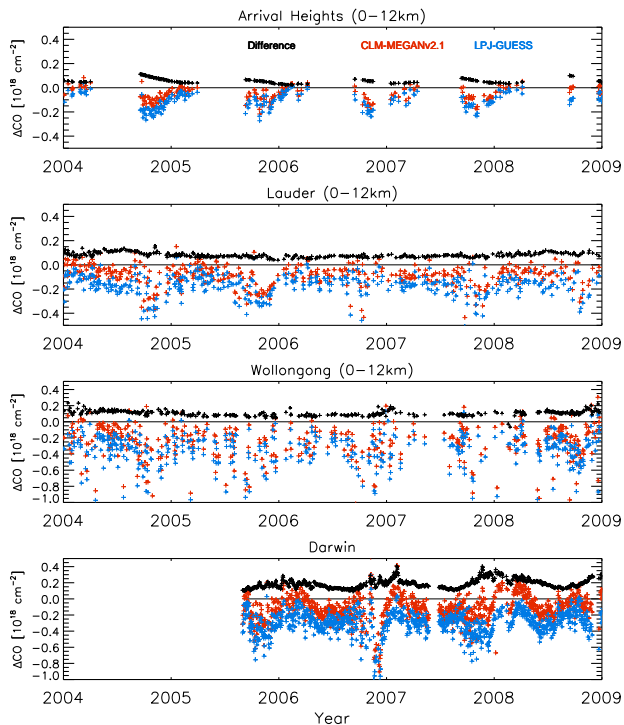 Arrival Heights (0-12km)
Difference CLM-MEGANv2.1 LPJ-GUESS
ΔCO [10¹⁸ cm⁻²]
0.4
0.2
0.0
-0.2
-0.4
2004 2005 2006 2007 2008 2009
Lauder (0-12km)
ΔCO [10¹⁸ cm⁻²]
0.4
0.2
0.0
-0.2
-0.4
2004 2005 2006 2007 2008 2009
Wollongong (0-12km)
ΔCO [10¹⁸ cm⁻²]
0.4
0.2
0.0
-0.2
-0.4
-0.6
-0.8
-1.0
2004 2005 2006 2007 2008 2009
Darwin
ΔCO [10¹⁸ cm⁻²]
0.4
0.2
0.0
-0.2
-0.4
-0.6
-0.8
-1.0
2004 2005 2006 2007 2008 2009
Year